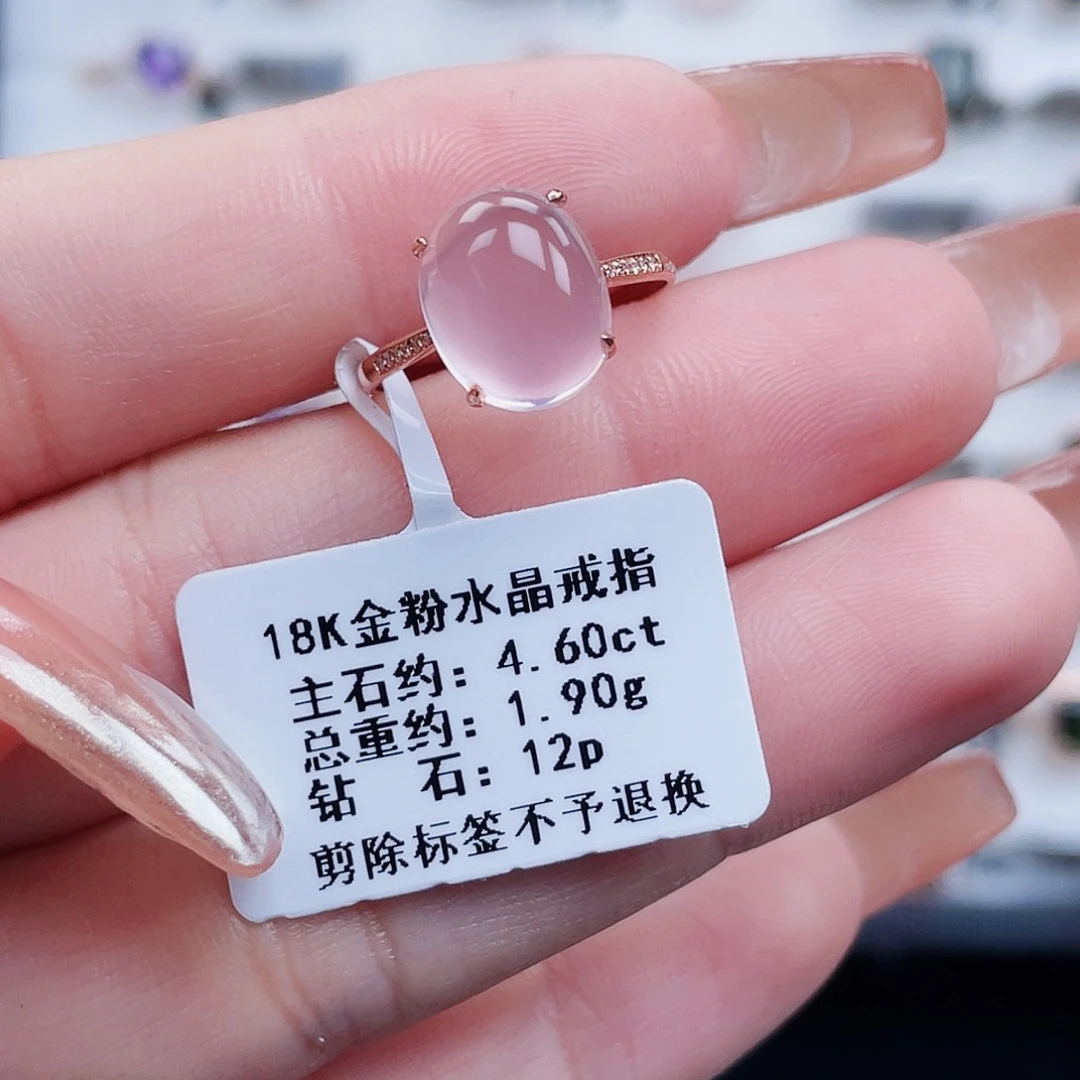 18K金粉水晶戒指
主石约: 4.60ct
总重约: 1.90g
钻 石: 12p
剪除标签不予退换